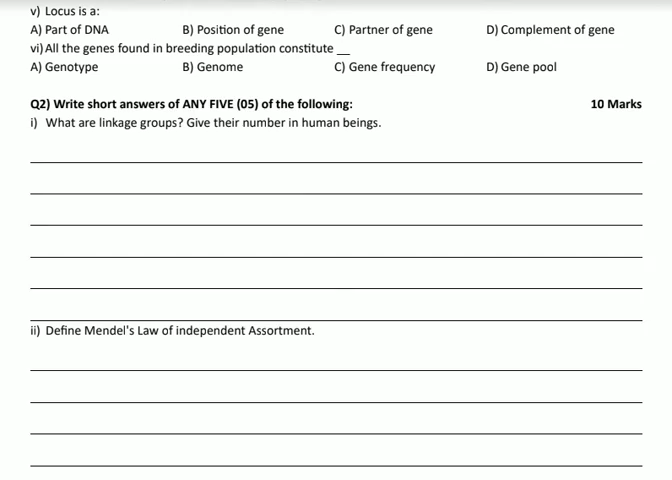 v) Locus is a:
A) Part of DNA B) Position of gene C) Partner of gene D) Complement of gene
vi) All the genes found in breeding population constitute __
A) Genotype B) Genome C) Gene frequency D) Gene pool
Q2) Write short answers of ANY FIVE (05) of the following: 10 Marks
i) What are linkage groups? Give their number in human beings.
ii) Define Mendel's Law of independent Assortment.